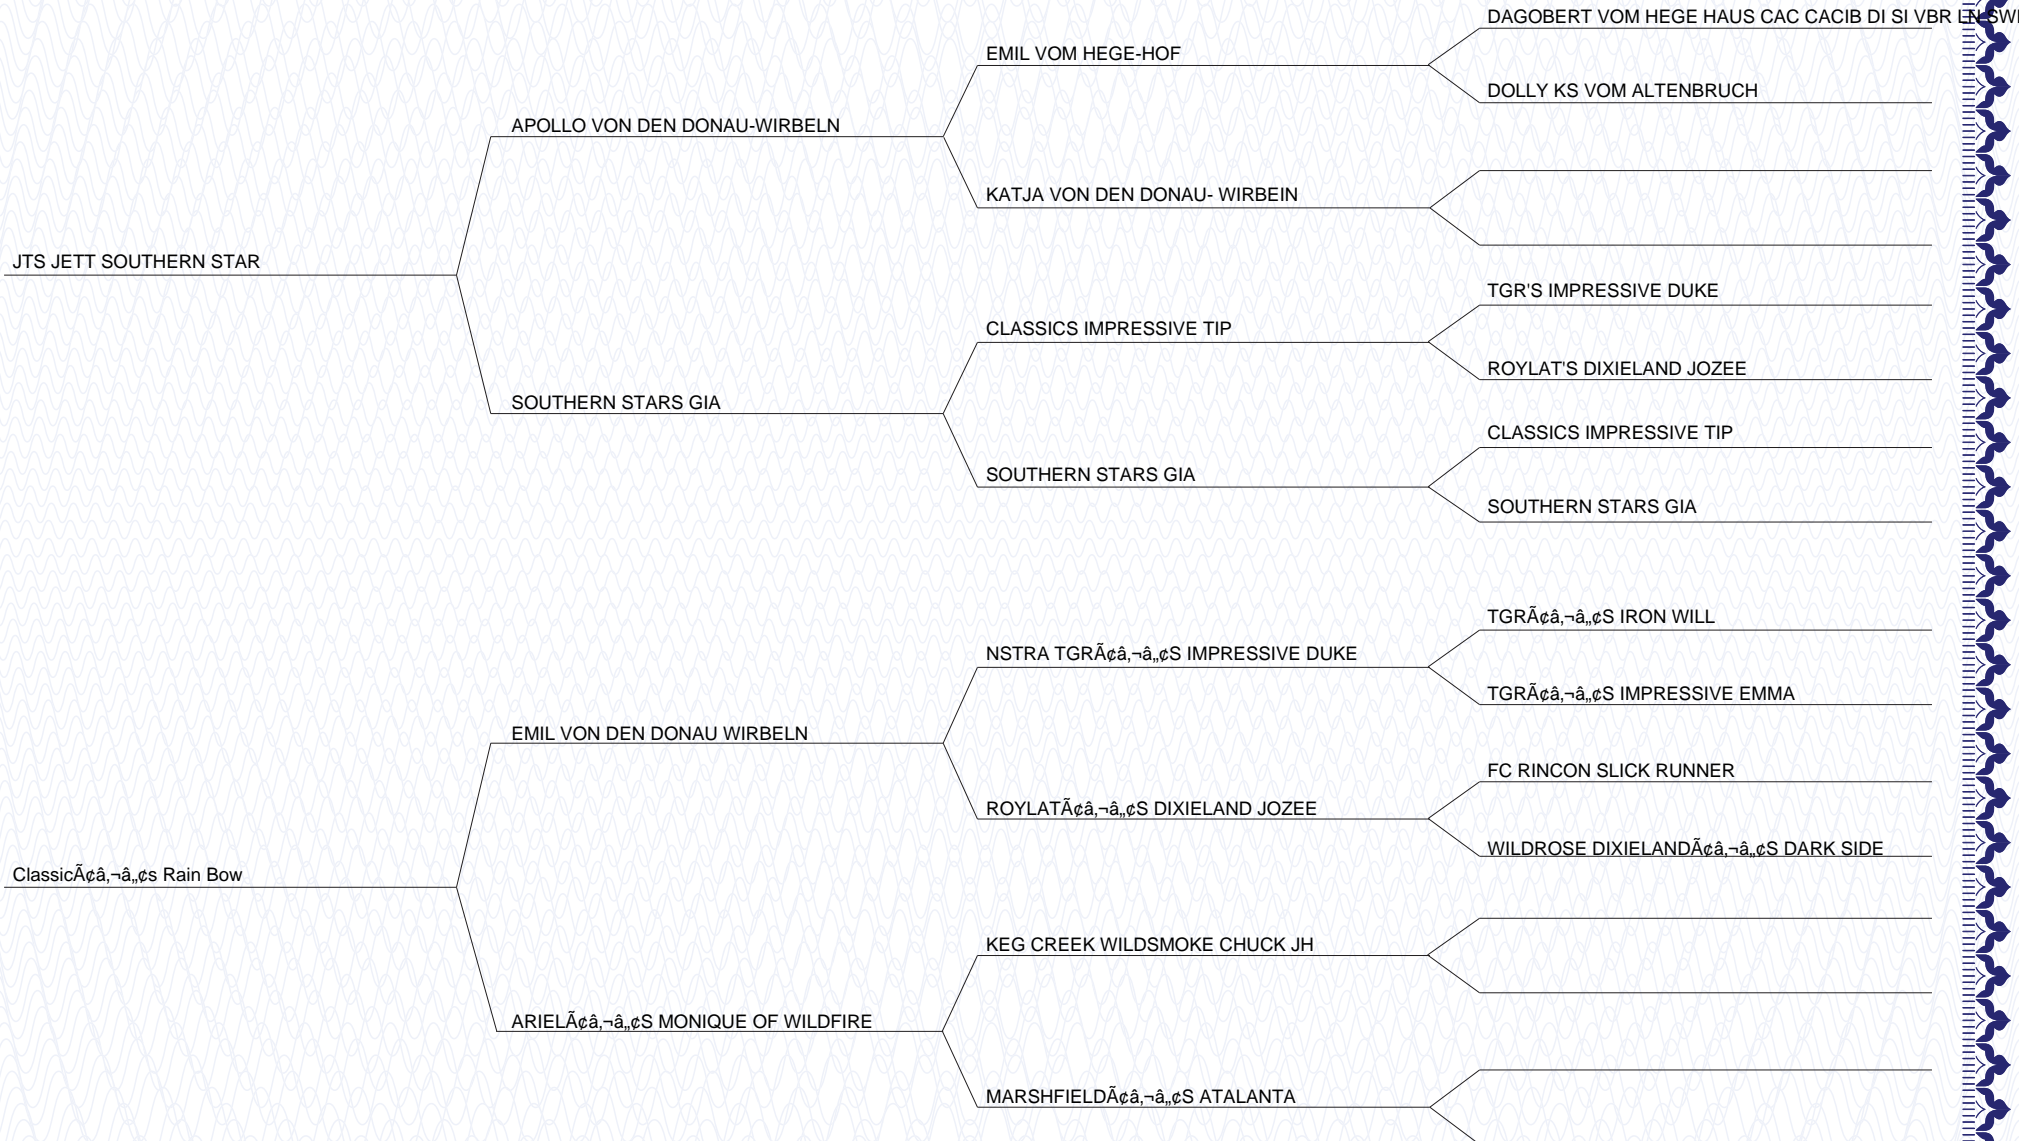 DAGOBERT VOM HEGE HAUS CAC CACIB DI SI VBR LN SW
EMIL VOM HEGE-HOF
DOLLY KS VOM ALTENBRUCH
APOLLO VON DEN DONAU-WIRBELN
KATJA VON DEN DONAU- WIRBEIN
JTS JETT SOUTHERN STAR
TGR'S IMPRESSIVE DUKE
CLASSICS IMPRESSIVE TIP
ROYLAT'S DIXIELAND JOZEE
SOUTHERN STARS GIA
CLASSICS IMPRESSIVE TIP
SOUTHERN STARS GIA
SOUTHERN STARS GIA
TGRÃ¢â‚¬â„¢S IRON WILL
NSTRA TGRÃ¢â‚¬â„¢S IMPRESSIVE DUKE
TGRÃ¢â‚¬â„¢S IMPRESSIVE EMMA
EMIL VON DEN DONAU WIRBELN
FC RINCON SLICK RUNNER
ROYLATÃ¢â‚¬â„¢S DIXIELAND JOZEE
WILDROSE DIXIELANDÃ¢â‚¬â„¢S DARK SIDE
ClassicÃ¢â‚¬â„¢s Rain Bow
KEG CREEK WILDSMOKE CHUCK JH
ARIELÃ¢â‚¬â„¢S MONIQUE OF WILDFIRE
MARSHFIELDÃ¢â‚¬â„¢S ATALANTA